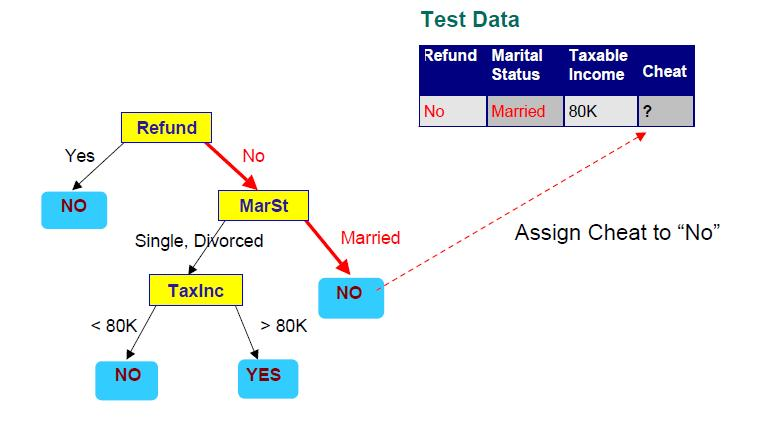 Test Data
Refund Marital Status Taxable Income Cheat
No Married 80K ?
Refund
Yes No
NO MarSt
Single, Divorced Married
TaxInc NO
Assign Cheat to “No”
< 80K > 80K
NO YES